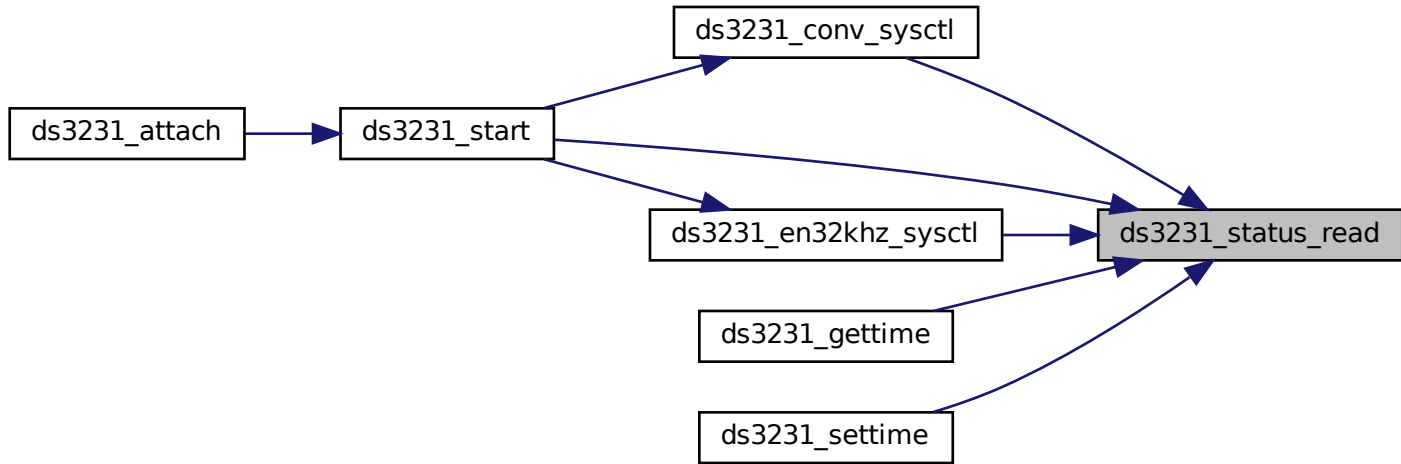 ds3231_conv_sysctl
ds3231_attach
ds3231_start
ds3231_en32khz_sysctl
ds3231_status_read
ds3231_gettime
ds3231_settime